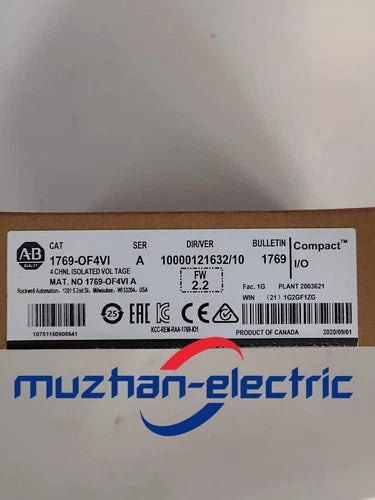 A-B
QUALITY
CAT SER DIR/VER BULLETIN Compact™
1769-OF4VI A 10000121632/10 1769 I/O
4 CHNL ISOLATED VOL TAGE
MAT. NO 1769-OF4VI A
FW
2.2
Rockwell Automation, 1201 S 2nd St., Milwaukee, WI 53204, USA
Fac. 1G PLANT 2003621
WIN (21) 1G2GF1ZG
25
KCC-REM-RAA-1769-IO1
PRODUCT OF CANADA 2020/09/01
10781180908641
muzhan-electric